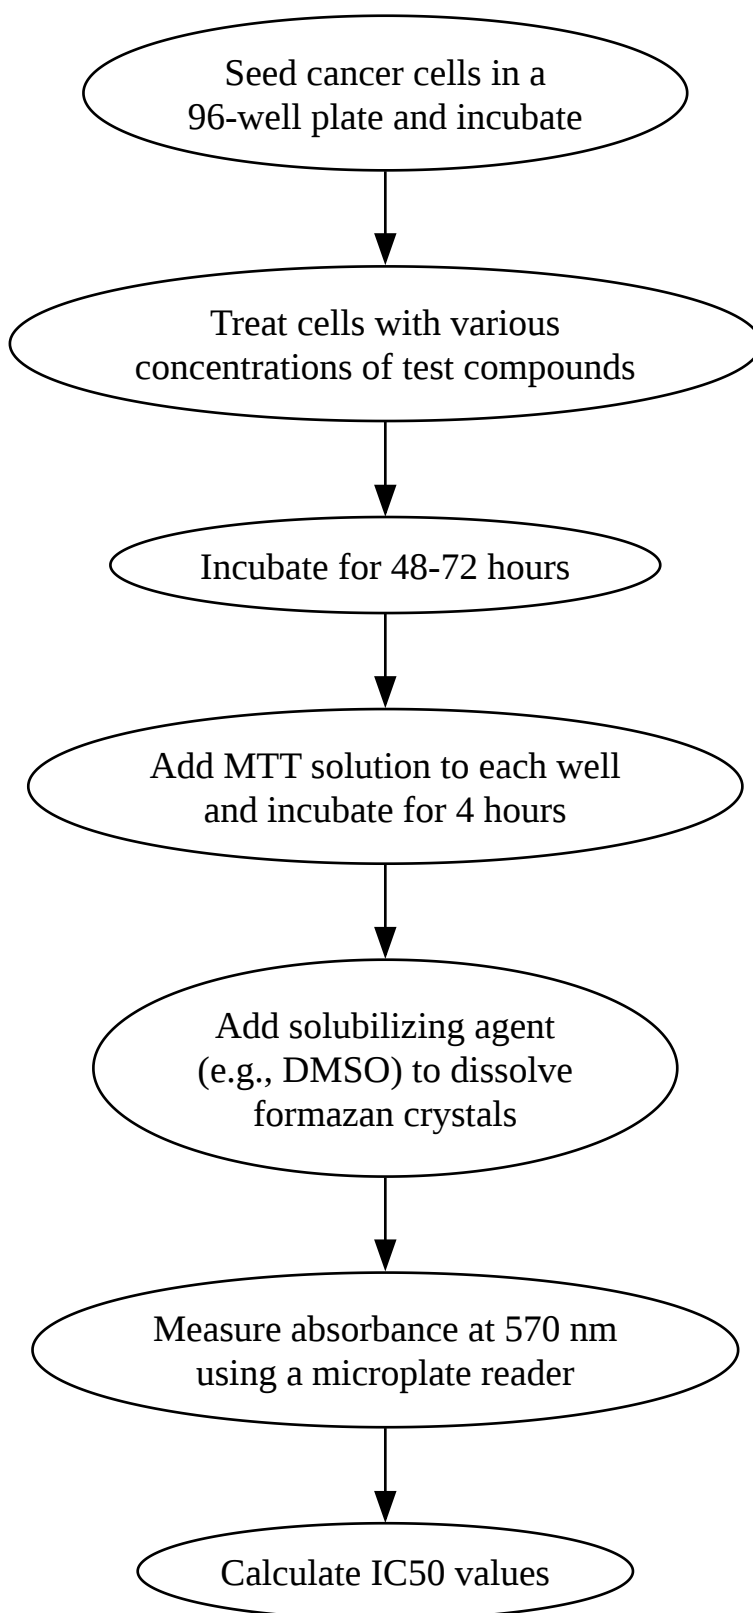 Seed cancer cells in a
96-well plate and incubate
Treat cells with various
concentrations of test compounds
Incubate for 48-72 hours
Add MTT solution to each well
and incubate for 4 hours
Add solubilizing agent
(e.g., DMSO) to dissolve
formazan crystals
Measure absorbance at 570 nm
using a microplate reader
Calculate IC50 values